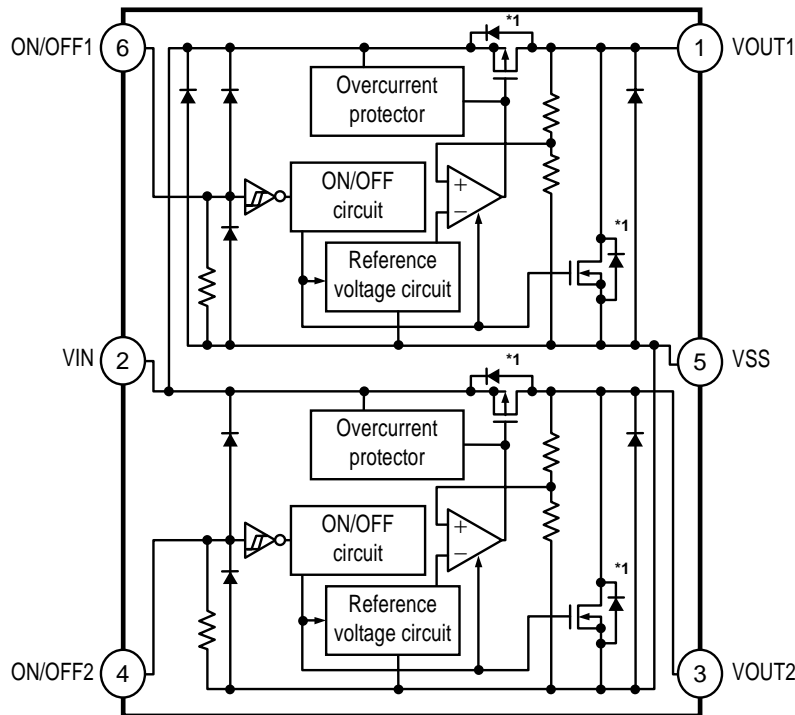 *1
ON/OFF1
6
1
VOUT1
Overcurrent
protector
ON/OFF
circuit
+
−
*1
Reference
voltage circuit
VIN
2
5
VSS
*1
Overcurrent
protector
ON/OFF
circuit
+
−
*1
Reference
voltage circuit
ON/OFF2
4
3
VOUT2